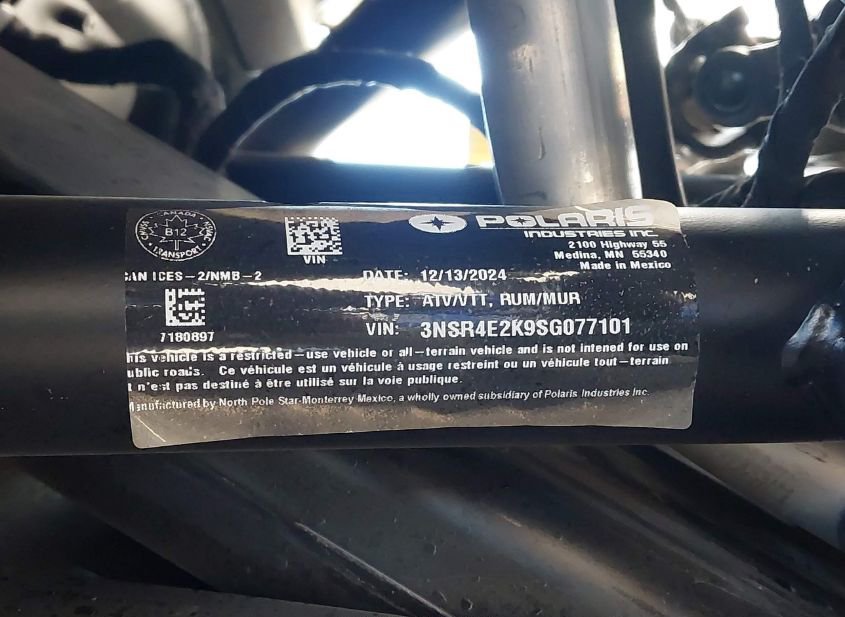 CANADA
B12
TRANSPORT
VIN
POLARIS
INDUSTRIES INC.
2100 Highway 55
Medina, MN 55340
Made in Mexico
CAN ICES-2/NMB-2
DATE: 12/13/2024
TYPE: ATV/VTT, RUM/MUR
7180897
VIN: 3NSR4E2K9SG077101
his vehicle is a restricted-use vehicle or all-terrain vehicle and is not intended for use on
ublic roads. Ce véhicule est un véhicule à usage restreint ou un véhicule tout-terrain
t n'est pas destiné à être utilisé sur la voie publique.
anufactured by North Pole Star-Monterrey Mexico, a wholly owned subsidiary of Polaris Industries Inc.